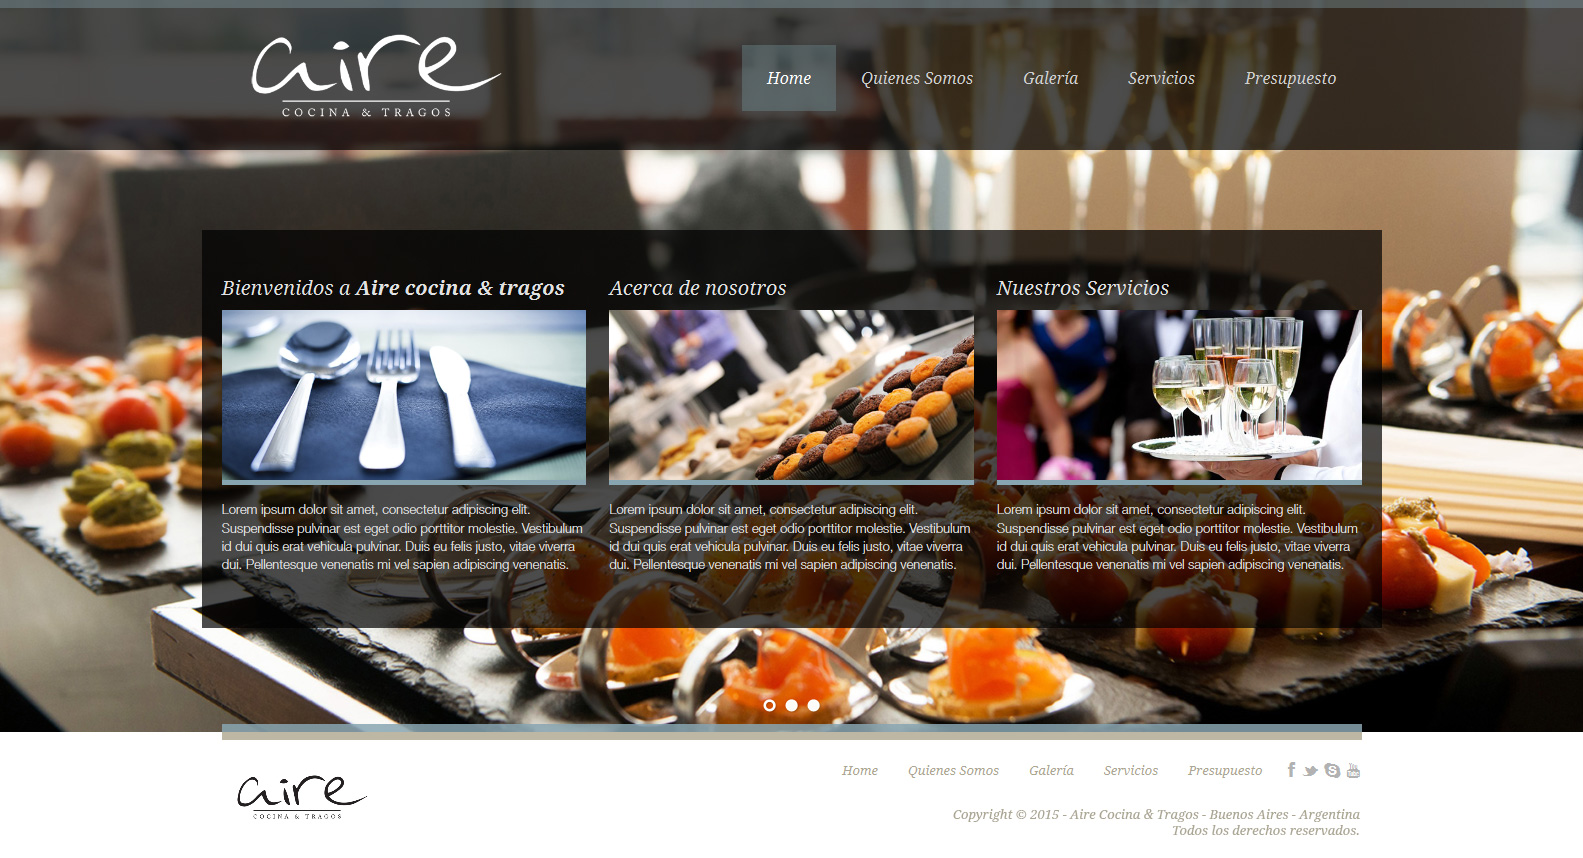 aire
COCINA & TRAGOS
Home Quienes Somos Galería Servicios Presupuesto
Bienvenidos a Aire cocina & tragos
Lorem ipsum dolor sit amet, consectetur adipiscing elit.
Suspendisse pulvinar est eget odio porttitor molestie. Vestibulum
id dui quis erat vehicula pulvinar. Duis eu felis justo, vitae viverra
dui. Pellentesque venenatis mi vel sapien adipiscing venenatis.
Acerca de nosotros
Lorem ipsum dolor sit amet, consectetur adipiscing elit.
Suspendisse pulvinar est eget odio porttitor molestie. Vestibulum
id dui quis erat vehicula pulvinar. Duis eu felis justo, vitae viverra
dui. Pellentesque venenatis mi vel sapien adipiscing venenatis.
Nuestros Servicios
Lorem ipsum dolor sit amet, consectetur adipiscing elit.
Suspendisse pulvinar est eget odio porttitor molestie. Vestibulum
id dui quis erat vehicula pulvinar. Duis eu felis justo, vitae viverra
dui. Pellentesque venenatis mi vel sapien adipiscing venenatis.
aire
COCINA & TRAGOS
Home Quienes Somos Galería Servicios Presupuesto
Copyright © 2015 - Aire Cocina & Tragos - Buenos Aires - Argentina
Todos los derechos reservados.